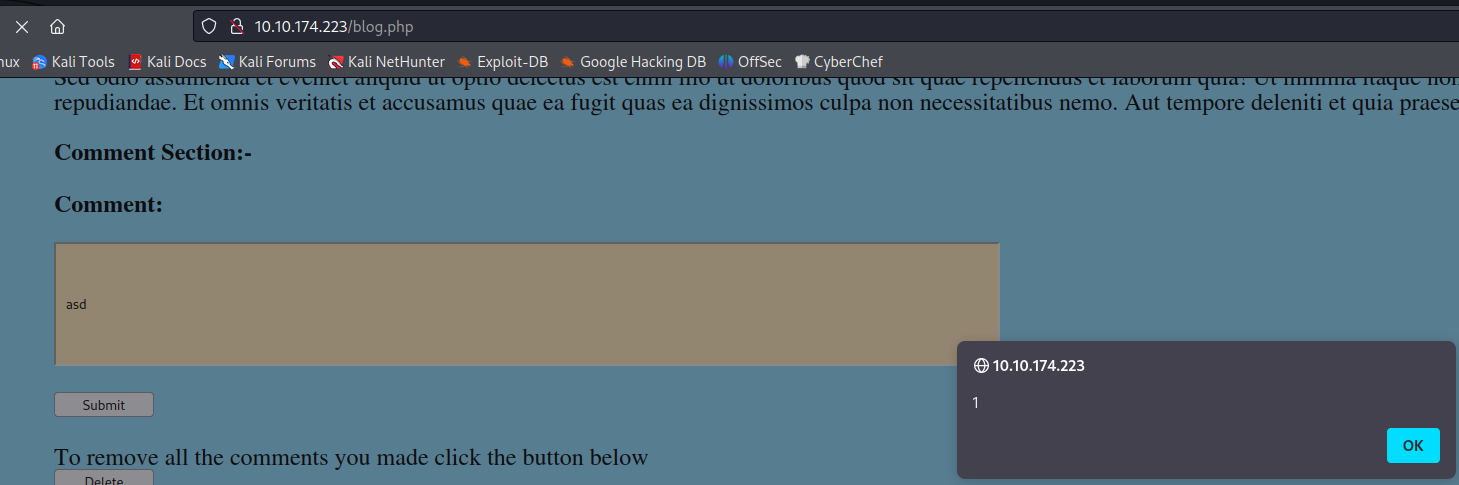 10.10.174.223/blog.php
nux Kali Tools Kali Docs Kali Forums Kali NetHunter Exploit-DB Google Hacking DB OffSec CyberChef
Sed odio assumenda et eveniet aliquid ut optio delectus est enim illo ut doloribus quod sit quae repellendus et laborum quia! Ut minima itaque non
repudiandae. Et omnis veritatis et accusamus quae ea fugit quas ea dignissimos culpa non necessitatibus nemo. Aut tempore deleniti et quia praese
Comment Section:-
Comment:
asd
10.10.174.223
1
OK
Submit
To remove all the comments you made click the button below
Delete